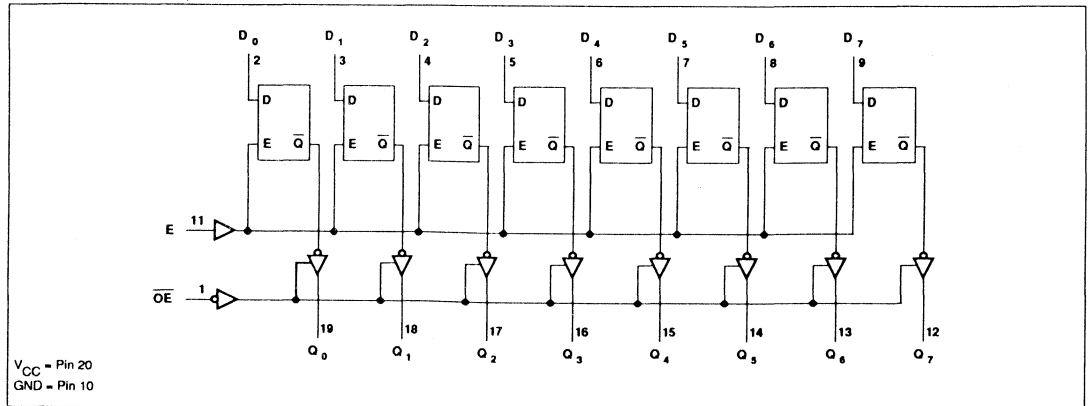 D0 D1 D2 D3 D4 D5 D6 D7
2 3 4 5 6 7 8 9
D D D D D D D D
E Q̅ E Q̅ E Q̅ E Q̅ E Q̅ E Q̅ E Q̅ E Q̅
E 11
O̅E̅ 1
19 18 17 16 15 14 13 12
Q0 Q1 Q2 Q3 Q4 Q5 Q6 Q7
VCC = Pin 20
GND = Pin 10